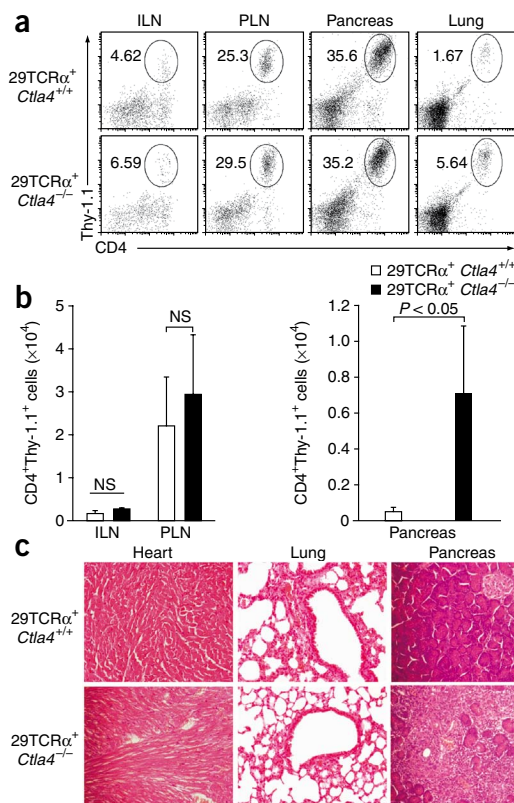 a
ILN PLN Pancreas Lung
29TCRα⁺
Ctla4⁺/⁺
4.62 25.3 35.6 1.67
29TCRα⁺
Ctla4⁻/⁻
6.59 29.5 35.2 5.64
Thy-1.1
CD4
29TCRα⁺ Ctla4⁺/⁺
29TCRα⁺ Ctla4⁻/⁻
b
CD4⁺Thy-1.1⁺ cells (×10⁴)
5
4
3
2
1
0
NS
NS
ILN PLN
CD4⁺Thy-1.1⁺ cells (×10⁴)
1.2
1.0
0.8
0.6
0.4
0.2
0
P < 0.05
Pancreas
c
Heart Lung Pancreas
29TCRα⁺
Ctla4⁺/⁺
29TCRα⁺
Ctla4⁻/⁻